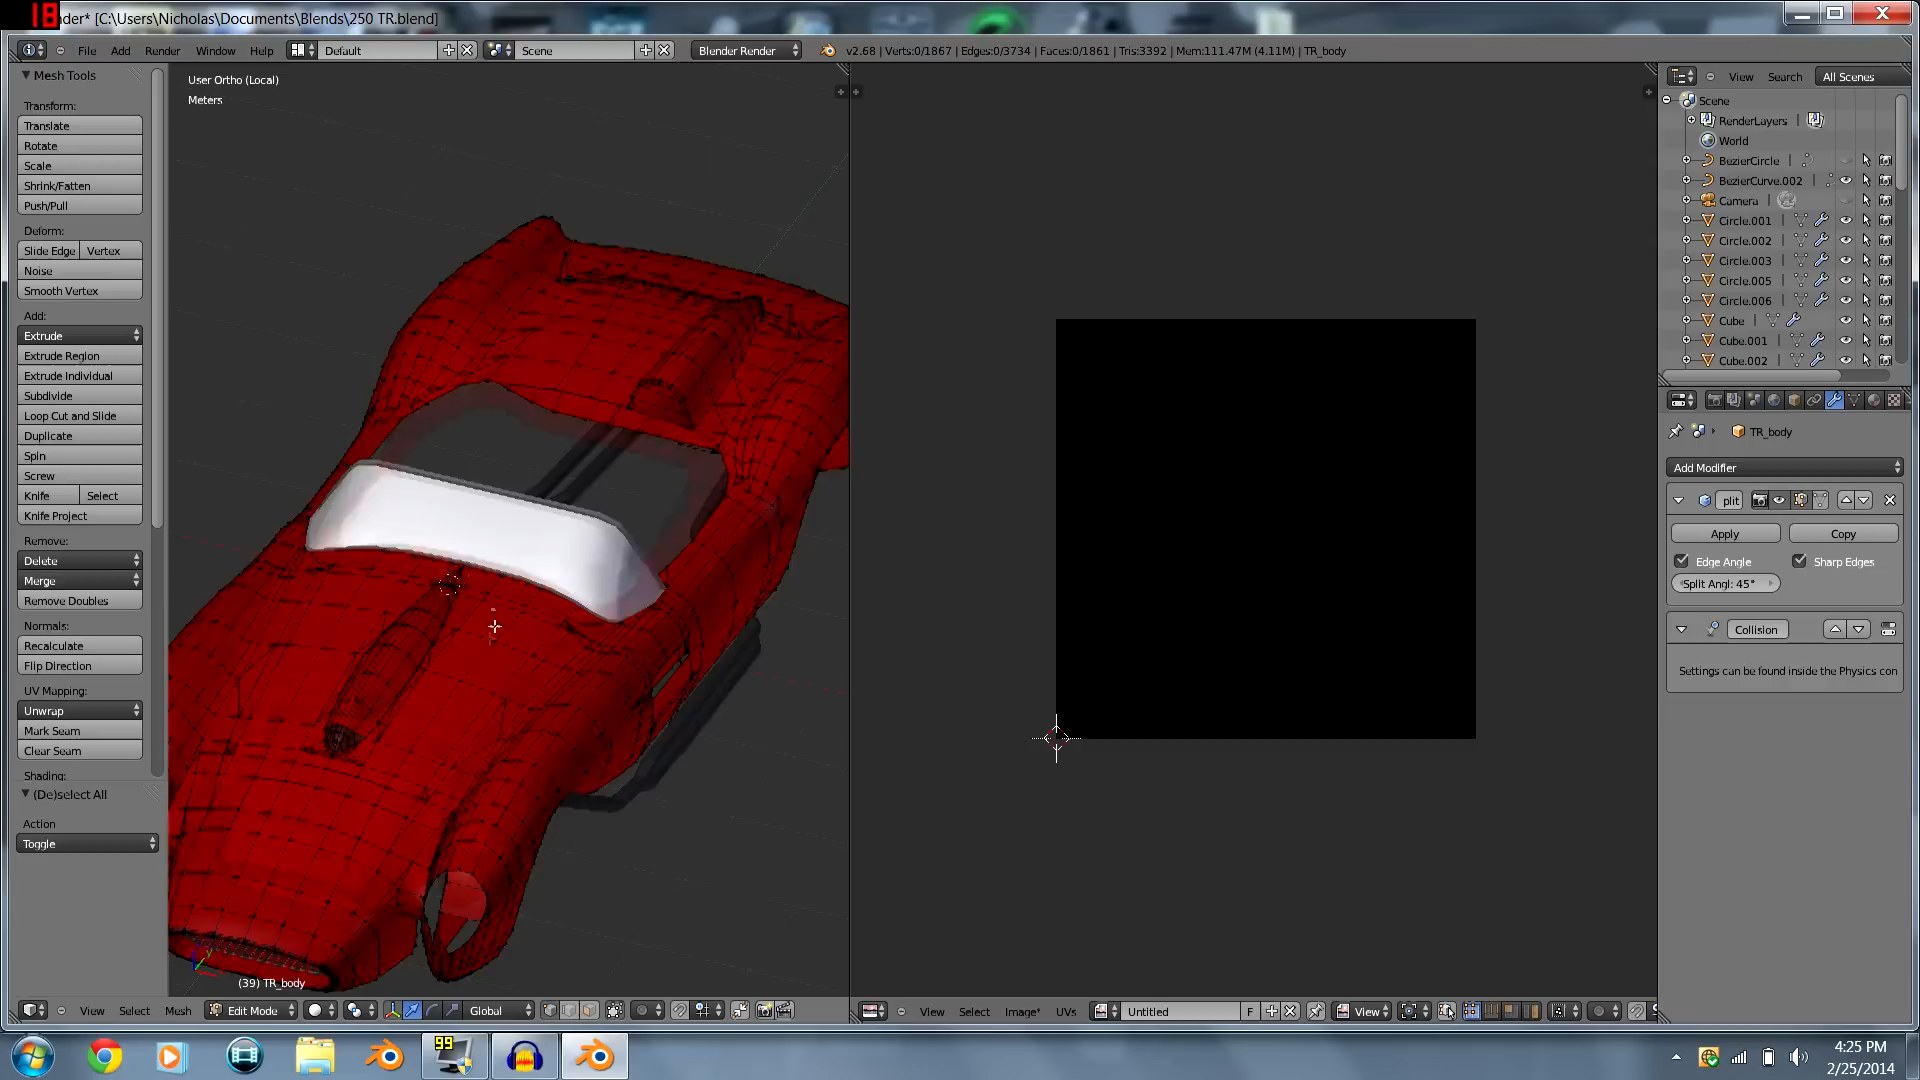 18
nder* [C:\Users\Nicholas\Documents\Blends\250 TR.blend]
File Add Render Window Help Default Scene Blender Render v2.68 | Verts:0/1867 | Edges:0/3734 | Faces:0/1861 | Tris:3392 | Mem:111.47M (4.11M) | TR_body
Mesh Tools
Transform:
Translate
Rotate
Scale
Shrink/Fatten
Push/Pull
Deform:
Slide Edge Vertex
Noise
Smooth Vertex
Add:
Extrude
Extrude Region
Extrude Individual
Subdivide
Loop Cut and Slide
Duplicate
Spin
Screw
Knife Select
Knife Project
Remove:
Delete
Merge
Remove Doubles
Normals:
Recalculate
Flip Direction
UV Mapping:
Unwrap
Mark Seam
Clear Seam
Shading:
(De)select All
Action
Toggle
User Ortho (Local)
Meters
(39) TR_body
View Select Mesh Edit Mode Global
View Select Image* UVs Untitled F View
View Search All Scenes
Scene
RenderLayers
World
BezierCircle
BezierCurve.002
Camera
Circle.001
Circle.002
Circle.003
Circle.005
Circle.006
Cube
Cube.001
Cube.002
TR_body
Add Modifier
plit
Apply Copy
Edge Angle Sharp Edges
Split Angl: 45°
Collision
Settings can be found inside the Physics con
99
4:25 PM
2/25/2014